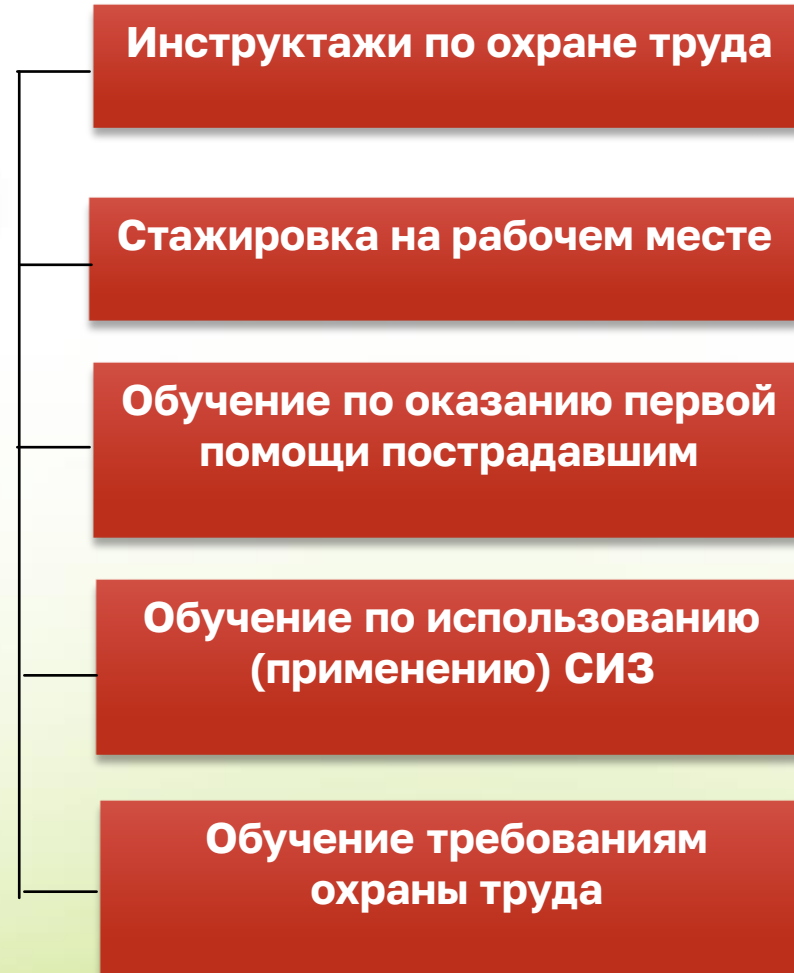 Инструктажи по охране труда
Стажировка на рабочем месте
Обучение по оказанию первой
помощи пострадавшим
Обучение по использованию
(применению) СИЗ
Обучение требованиям
охраны труда